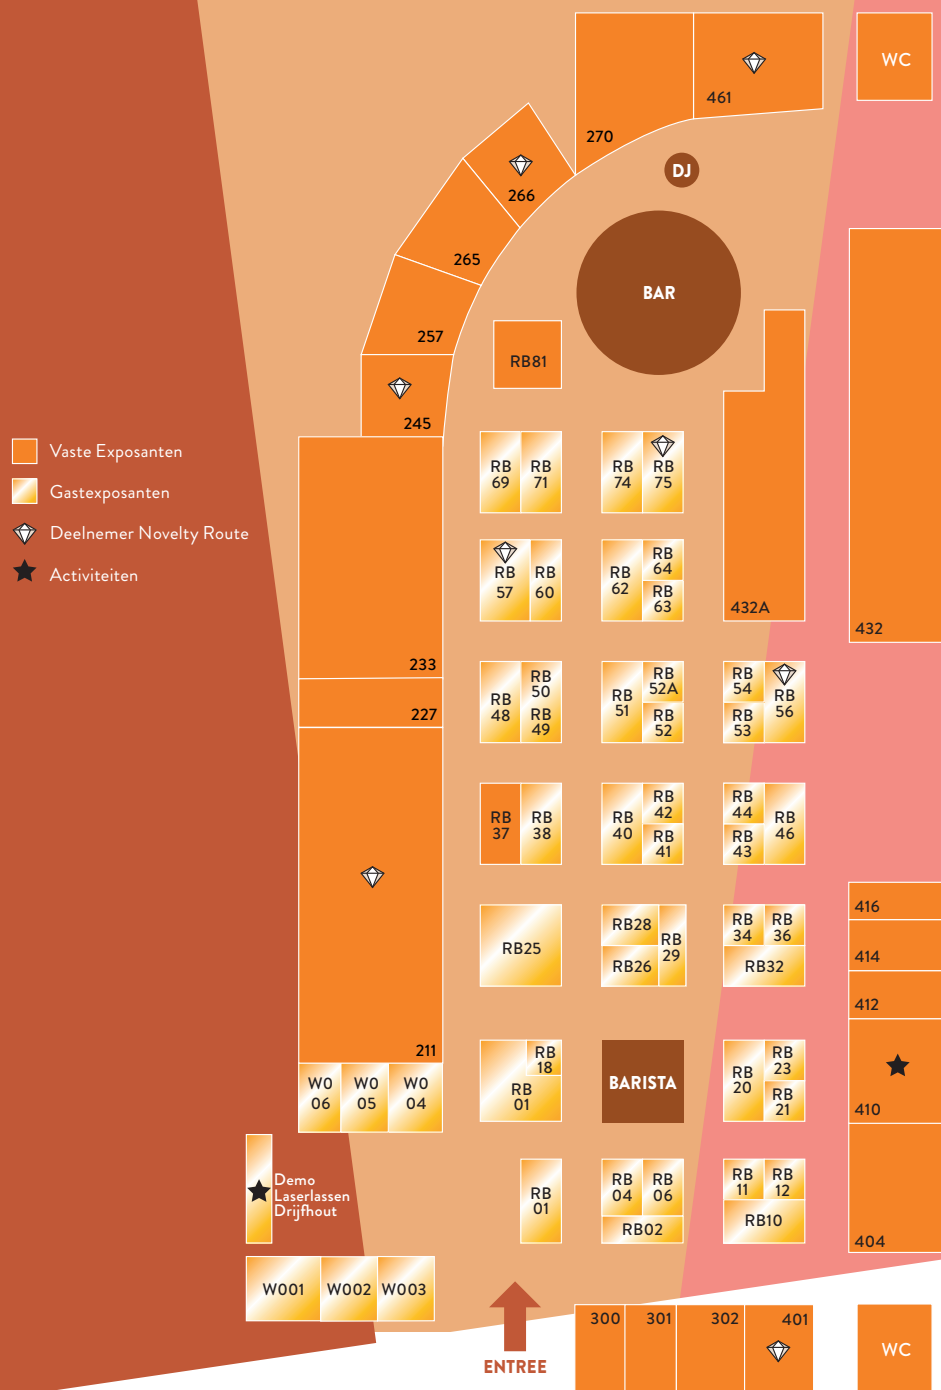 WC
461
270
DJ
266
265
BAR
257
RB81
245
Vaste Exposanten
Gastexposanten
Deelnemer Novelty Route
Activiteiten
RB
69
RB
71
RB
74
RB
75
RB
57
RB
60
RB
62
RB
64
RB
63
432A
432
233
227
RB
48
RB
50
RB
49
RB
51
RB
52A
RB
52
RB
54
RB
53
RB
56
RB
37
RB
38
RB
40
RB
42
RB
41
RB
44
RB
43
RB
46
416
414
412
410
404
RB25
RB28
RB26
RB
29
RB
34
RB
36
RB32
211
W0
06
W0
05
W0
04
RB
18
RB
01
BARISTA
RB
20
RB
23
RB
21
Demo
Laserlassen
Drijfhout
RB
01
RB
04
RB
06
RB02
RB
11
RB
12
RB10
W001
W002
W003
ENTREE
300
301
302
401
WC